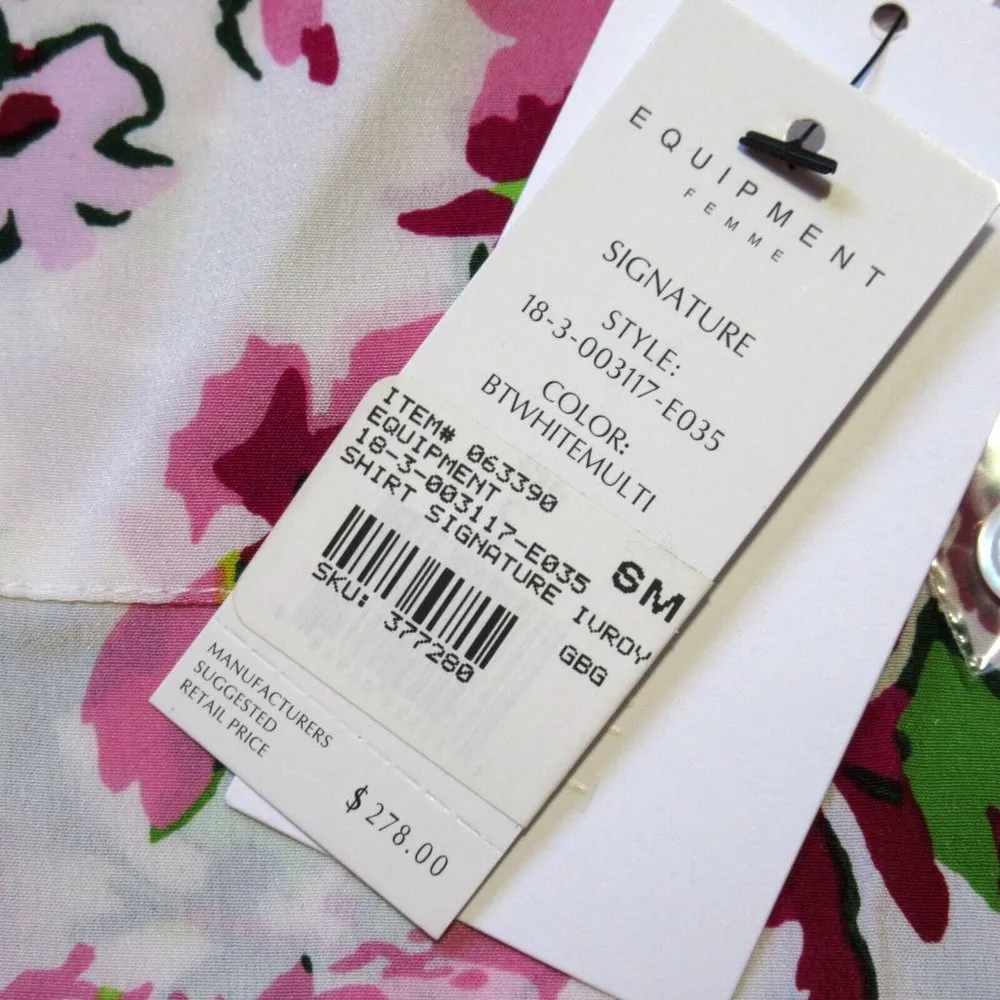 EQUIPMENT
FEMME
SIGNATURE
STYLE:
18-3-003117-E035
COLOR:
BTWHITEMULTI
ITEM# 063390
EQUIPMENT
18-3-003117-E035 SM
SHIRT SIGNATURE IVROY
GBG
SKU: 377280
MANUFACTURERS
SUGGESTED
RETAIL PRICE
$278.00